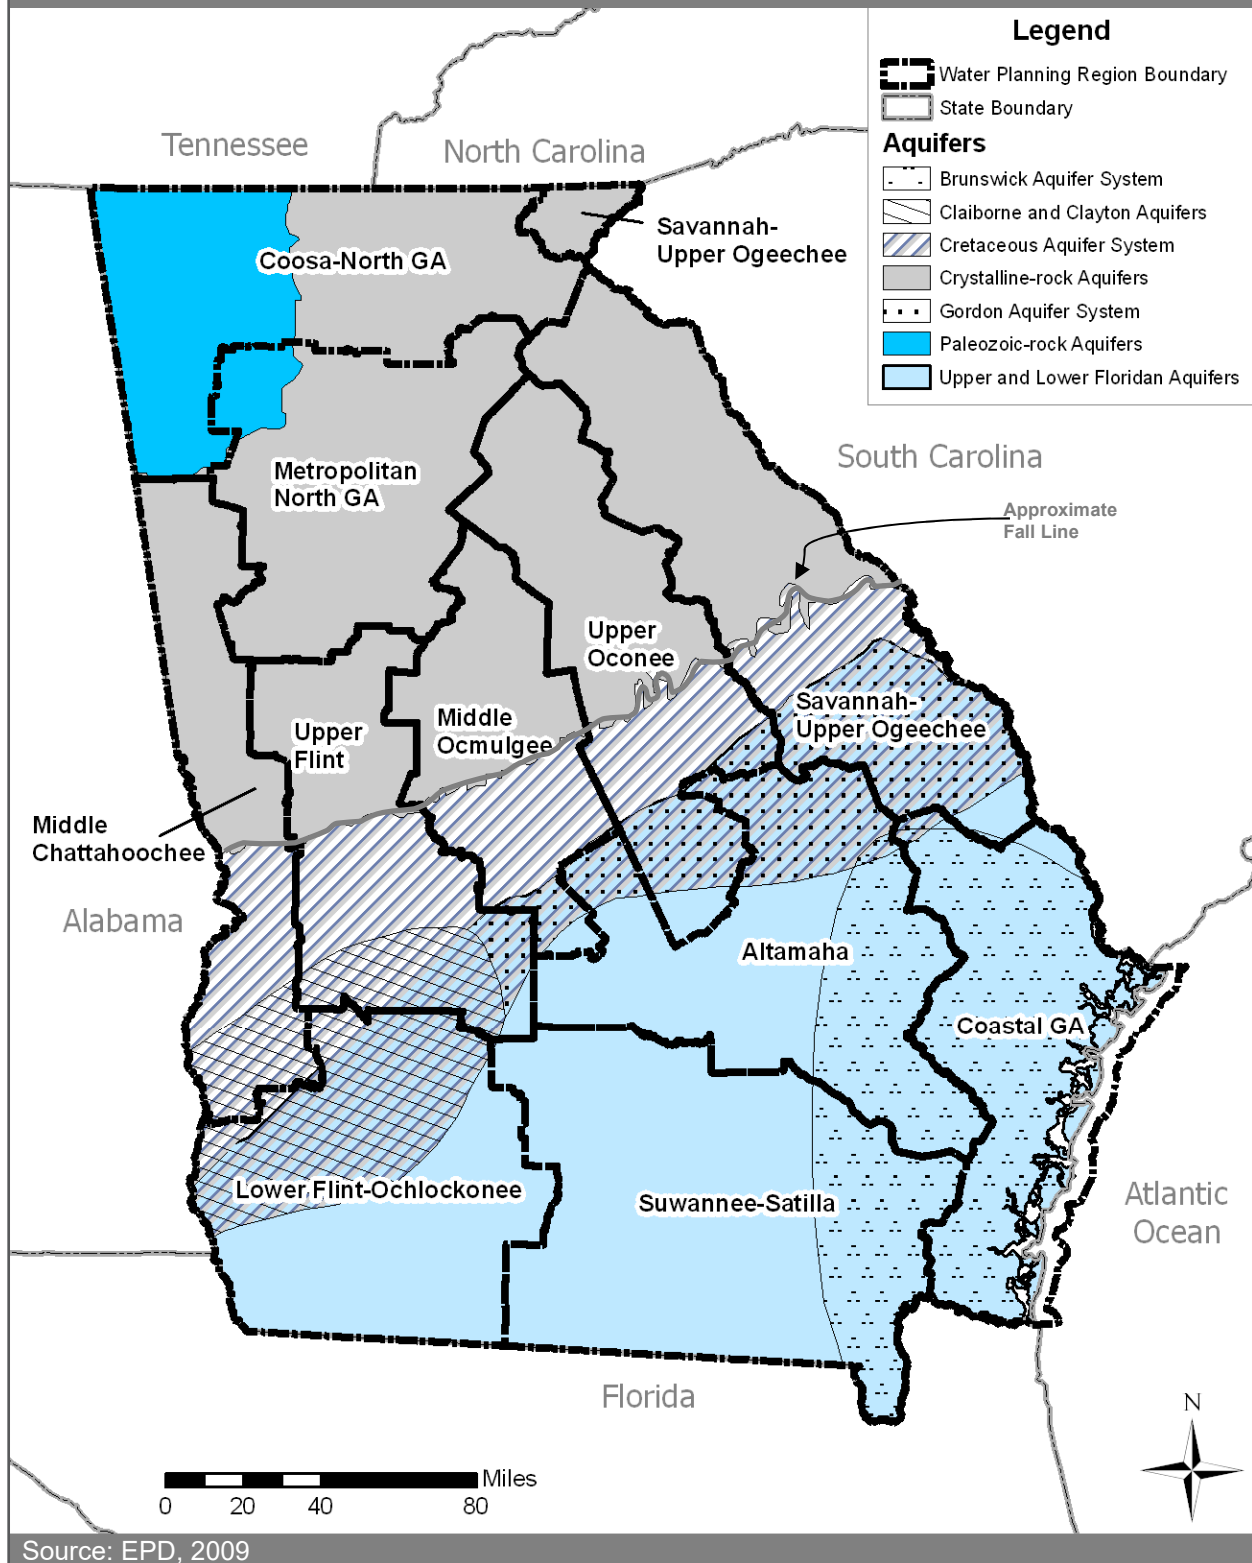 Legend
Water Planning Region Boundary
State Boundary
Aquifers
Brunswick Aquifer System
Claiborne and Clayton Aquifers
Cretaceous Aquifer System
Crystalline-rock Aquifers
Gordon Aquifer System
Paleozoic-rock Aquifers
Upper and Lower Floridan Aquifers
Tennessee
North Carolina
Savannah-
Upper Ogeechee
Coosa-North GA
Metropolitan
North GA
South Carolina
Approximate
Fall Line
Upper
Oconee
Savannah-
Upper Ogeechee
Middle
Ocmulgee
Upper
Flint
Middle
Chattahoochee
Alabama
Altamaha
Coastal GA
Lower Flint-Ochlockonee
Suwannee-Satilla
Atlantic
Ocean
Florida
N
Miles
0 20 40 80
Source: EPD, 2009